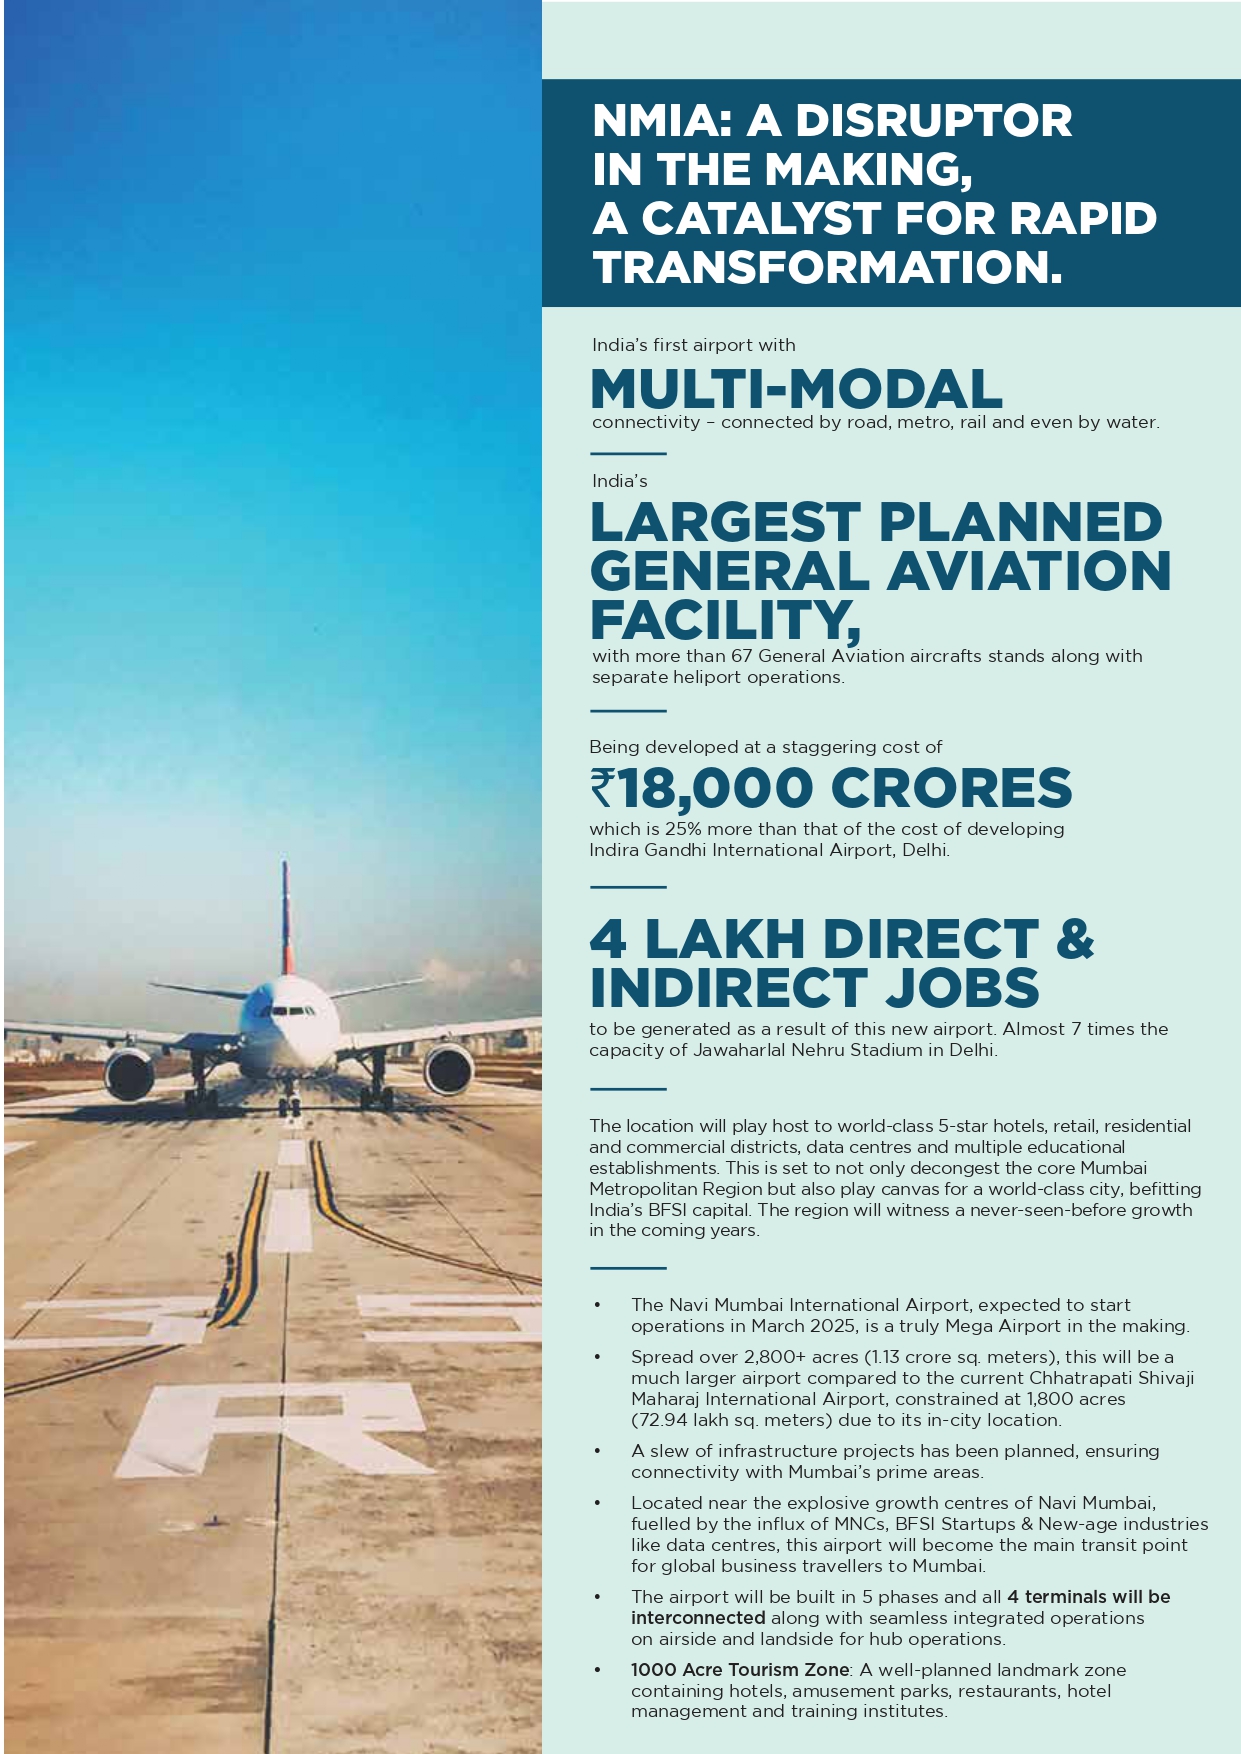 NMIA: A DISRUPTOR
IN THE MAKING,
A CATALYST FOR RAPID
TRANSFORMATION.
India's first airport with
MULTI-MODAL
connectivity – connected by road, metro, rail and even by water.
India's
LARGEST PLANNED
GENERAL AVIATION
FACILITY,
with more than 67 General Aviation aircrafts stands along with
separate heliport operations.
Being developed at a staggering cost of
₹18,000 CRORES
which is 25% more than that of the cost of developing
Indira Gandhi International Airport, Delhi.
4 LAKH DIRECT &
INDIRECT JOBS
to be generated as a result of this new airport. Almost 7 times the
capacity of Jawaharlal Nehru Stadium in Delhi.
The location will play host to world-class 5-star hotels, retail, residential
and commercial districts, data centres and multiple educational
establishments. This is set to not only decongest the core Mumbai
Metropolitan Region but also play canvas for a world-class city, befitting
India's BFSI capital. The region will witness a never-seen-before growth
in the coming years.
• The Navi Mumbai International Airport, expected to start
operations in March 2025, is a truly Mega Airport in the making.
• Spread over 2,800+ acres (1.13 crore sq. meters), this will be a
much larger airport compared to the current Chhatrapati Shivaji
Maharaj International Airport, constrained at 1,800 acres
(72.94 lakh sq. meters) due to its in-city location.
• A slew of infrastructure projects has been planned, ensuring
connectivity with Mumbai's prime areas.
• Located near the explosive growth centres of Navi Mumbai,
fuelled by the influx of MNCs, BFSI Startups & New-age industries
like data centres, this airport will become the main transit point
for global business travellers to Mumbai.
• The airport will be built in 5 phases and all 4 terminals will be
interconnected along with seamless integrated operations
on airside and landside for hub operations.
• 1000 Acre Tourism Zone: A well-planned landmark zone
containing hotels, amusement parks, restaurants, hotel
management and training institutes.
R